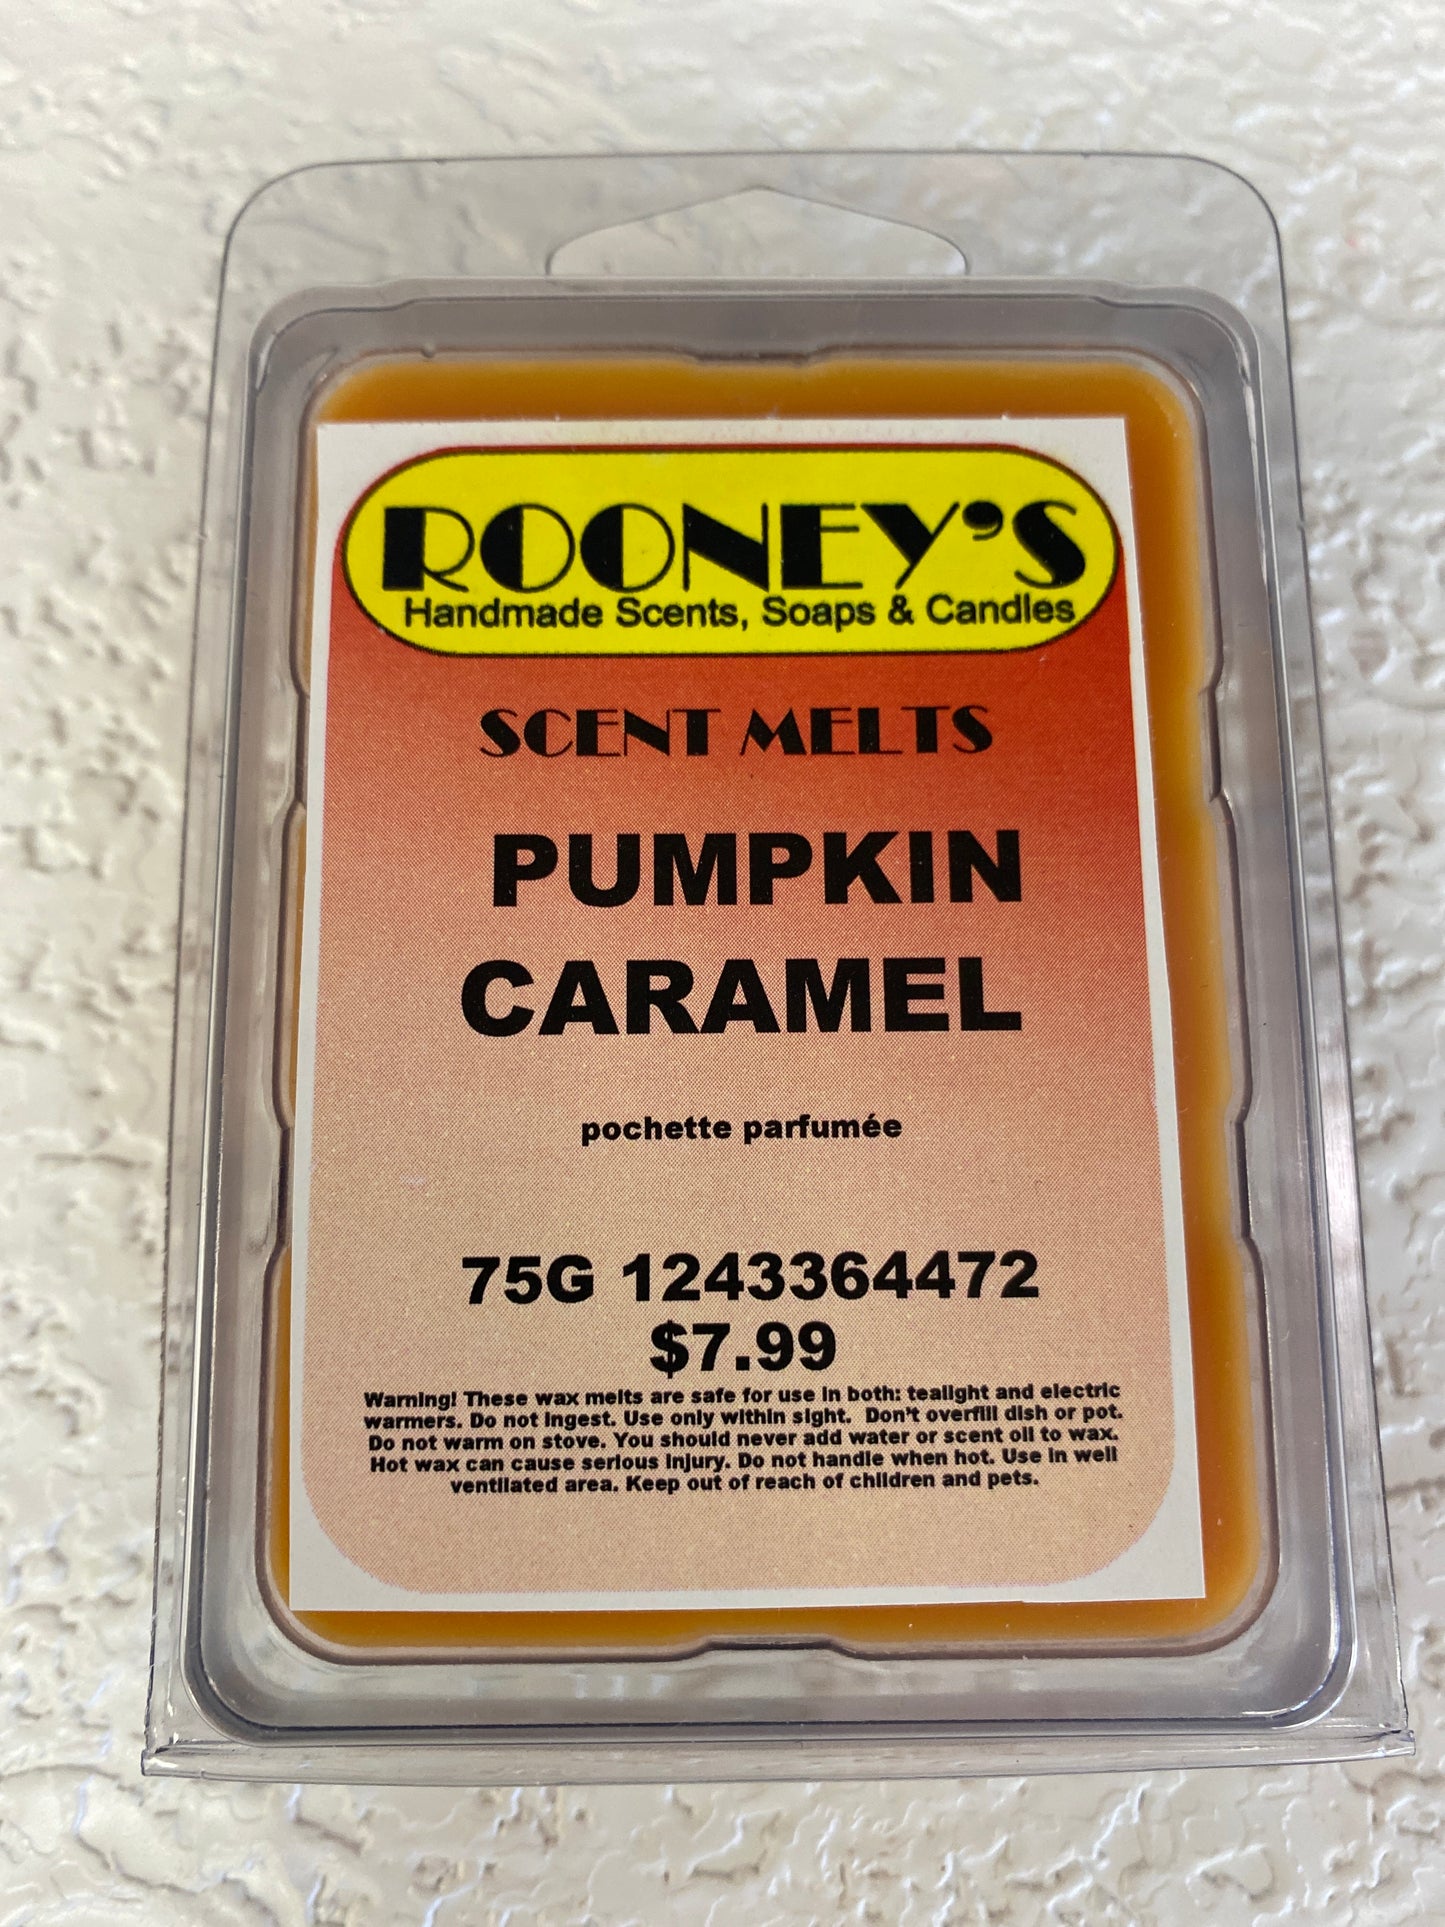 ROONEY'S
Handmade Scents, Soaps & Candles
SCENT MELTS
PUMPKIN
CARAMEL
pochette parfumée
75G 1243364472
$7.99
Warning! These wax melts are safe for use in both: tealight and electric
warmers. Do not ingest. Use only within sight. Don't overfill dish or pot.
Do not warm on stove. You should never add water or scent oil to wax.
Hot wax can cause serious injury. Do not handle when hot. Use in well
ventilated area. Keep out of reach of children and pets.